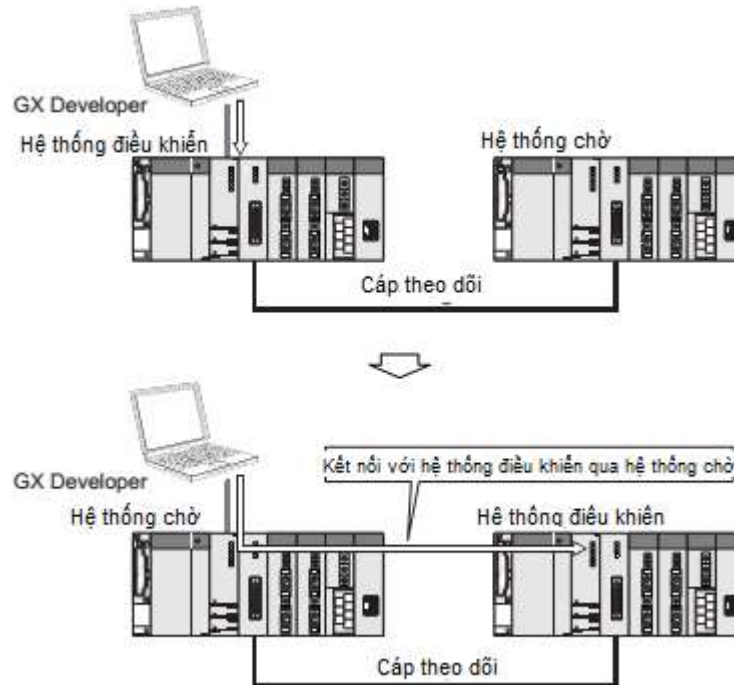 GX Developer
Hệ thống điều khiển
Hệ thống chờ
Cáp theo dõi
Kết nối với hệ thống điều khiển qua hệ thống chờ
GX Developer
Hệ thống chờ
Hệ thống điều khiển
Cáp theo dõi